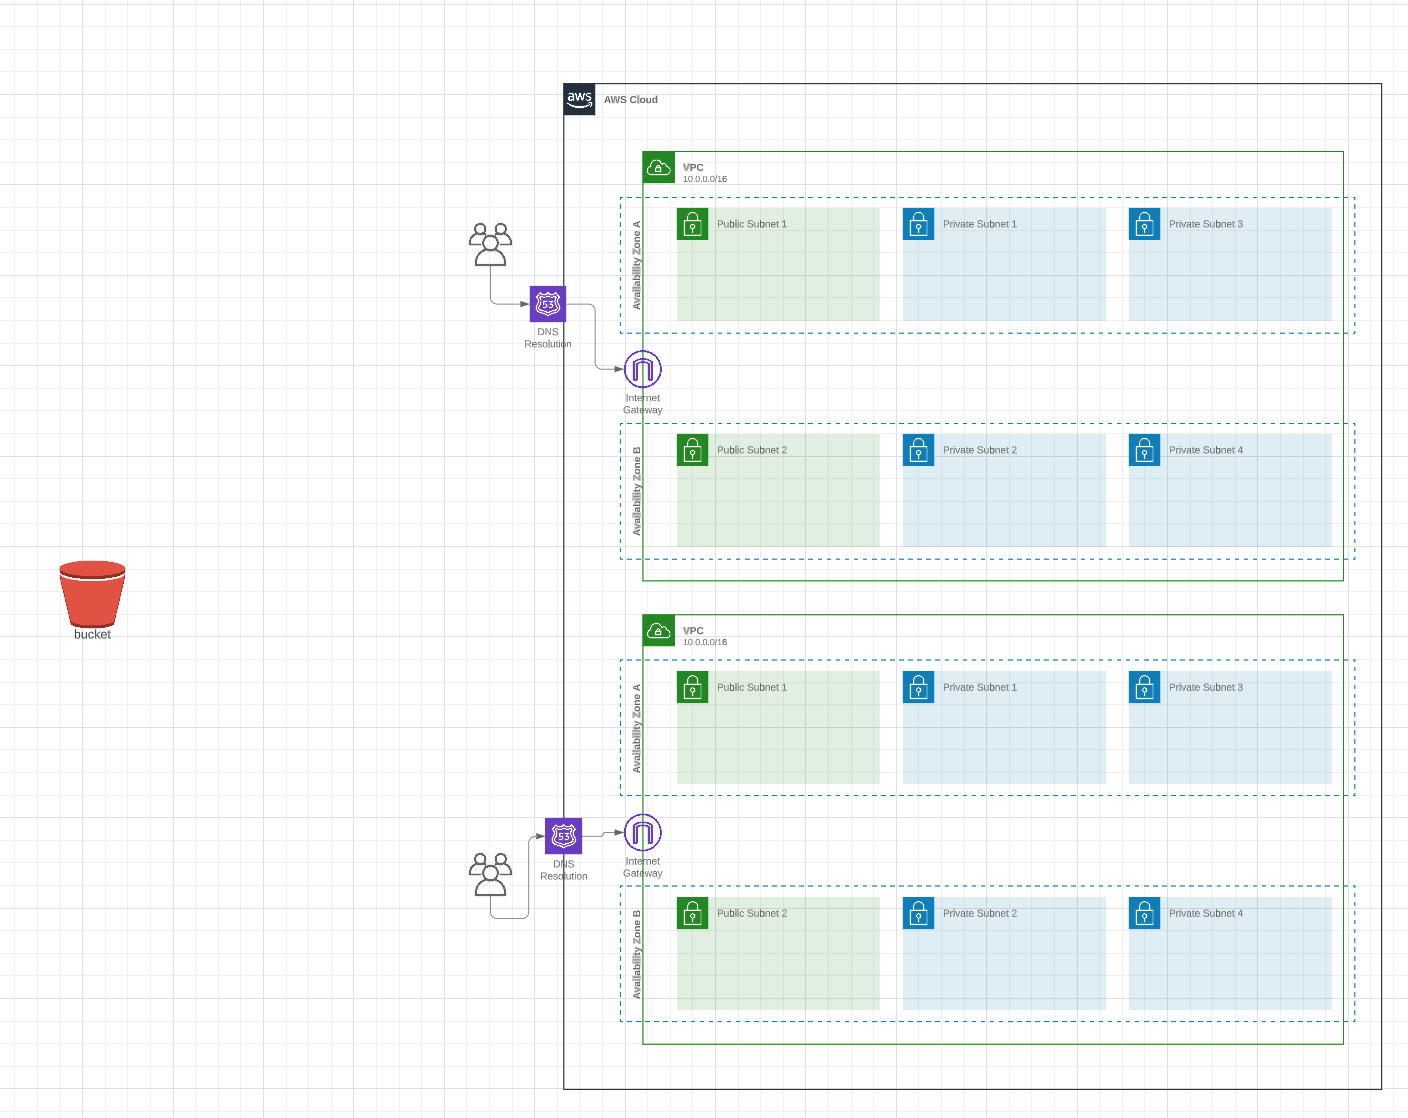 aws
AWS Cloud
VPC
10.0.0.0/16
Availability Zone A
Public Subnet 1
Private Subnet 1
Private Subnet 3
53
DNS
Resolution
Internet
Gateway
Availability Zone B
Public Subnet 2
Private Subnet 2
Private Subnet 4
bucket
VPC
10.0.0.0/16
Availability Zone A
Public Subnet 1
Private Subnet 1
Private Subnet 3
53
DNS
Resolution
Internet
Gateway
Availability Zone B
Public Subnet 2
Private Subnet 2
Private Subnet 4